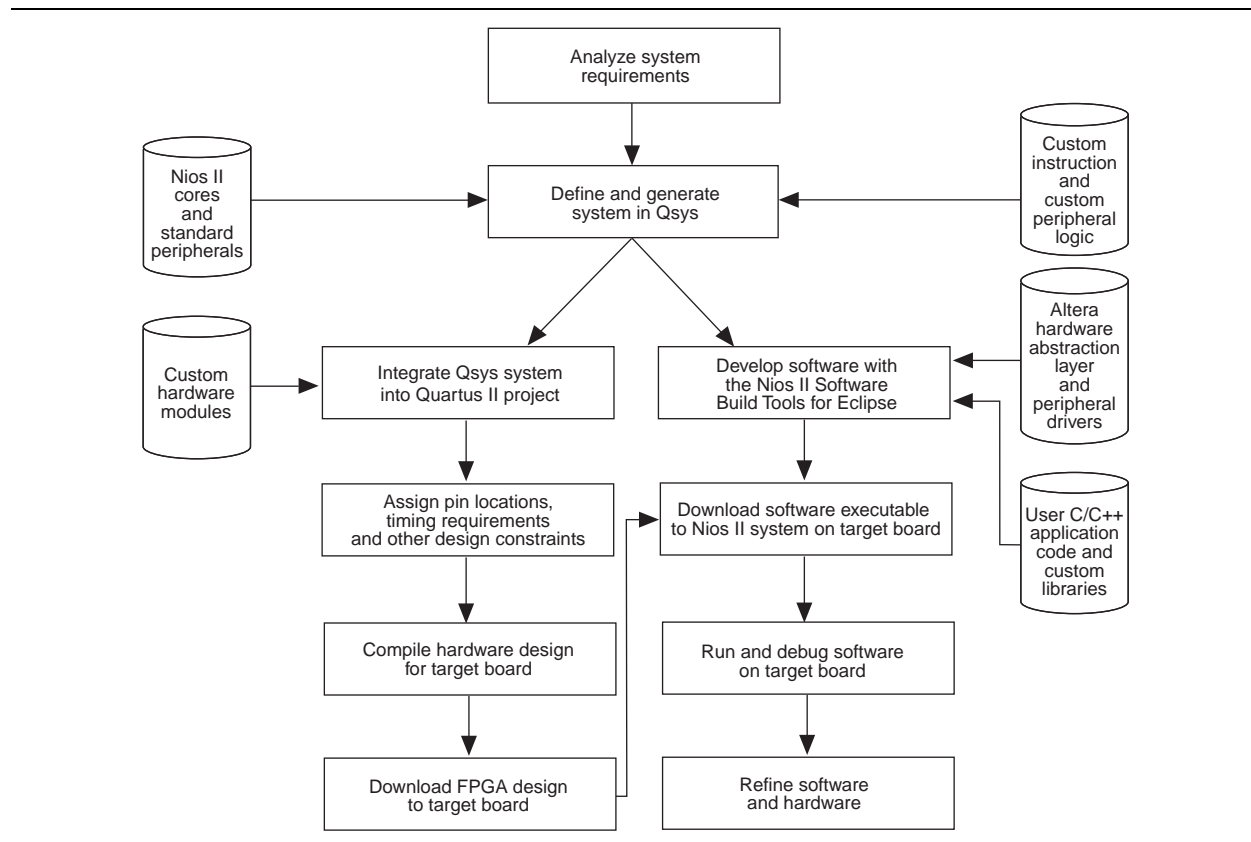 Analyze system
requirements
Nios II
cores
and
standard
peripherals
Define and generate
system in Qsys
Custom
instruction
and
custom
peripheral
logic
Custom
hardware
modules
Integrate Qsys system
into Quartus II project
Develop software with
the Nios II Software
Build Tools for Eclipse
Altera
hardware
abstraction
layer
and
peripheral
drivers
Assign pin locations,
timing requirements
and other design constraints
Download software executable
to Nios II system on target board
User C/C++
application
code and
custom
libraries
Compile hardware design
for target board
Run and debug software
on target board
Download FPGA design
to target board
Refine software
and hardware